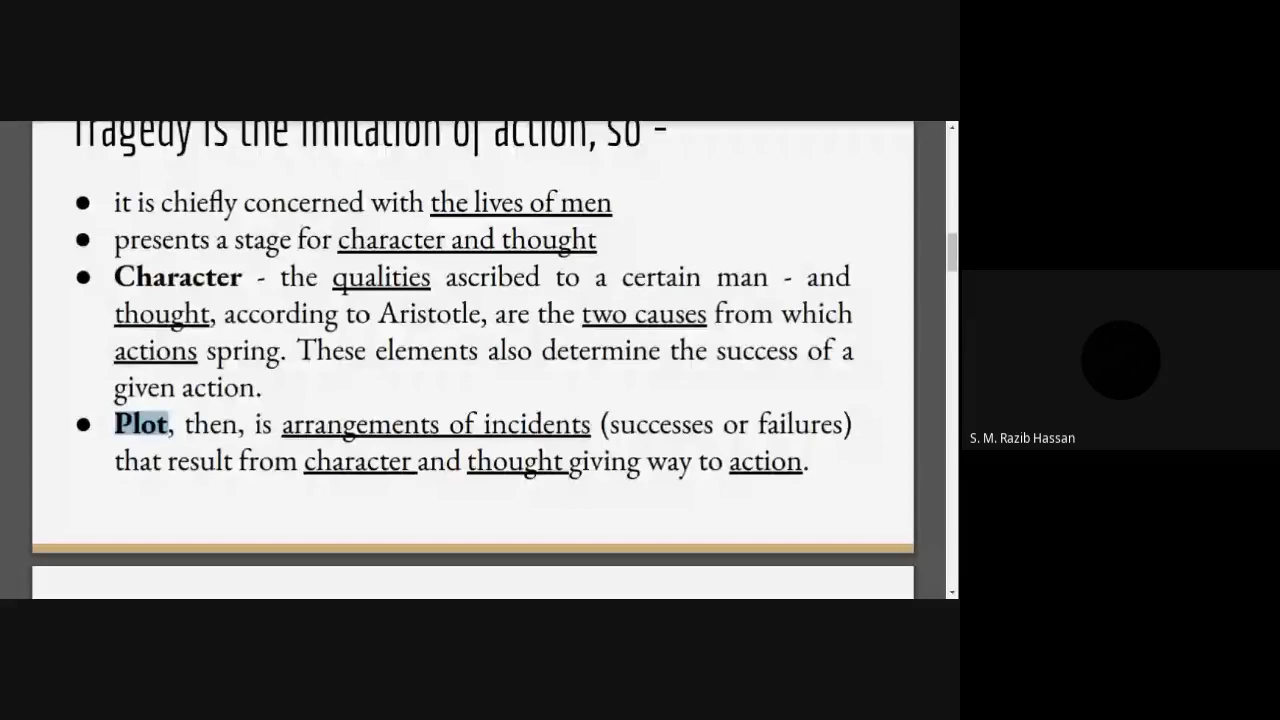 Tragedy is the imitation of action, so -
● it is chiefly concerned with the lives of men
● presents a stage for character and thought
● Character - the qualities ascribed to a certain man - and
thought, according to Aristotle, are the two causes from which
actions spring. These elements also determine the success of a
given action.
● Plot, then, is arrangements of incidents (successes or failures)
that result from character and thought giving way to action.
S. M. Razib Hassan